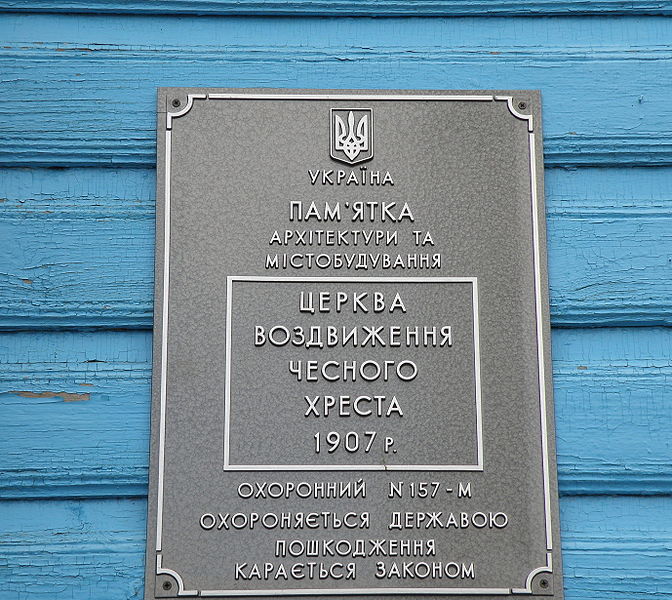 УКРАЇНА
ПАМ'ЯТКА
АРХІТЕКТУРИ ТА
МІСТОБУДУВАННЯ
ЦЕРКВА
ВОЗДВИЖЕННЯ
ЧЕСНОГО
ХРЕСТА
1907 р.
ОХОРОННИЙ N 157-М
ОХОРОНЯЄТЬСЯ ДЕРЖАВОЮ
ПОШКОДЖЕННЯ
КАРАЄТЬСЯ ЗАКОНОМ